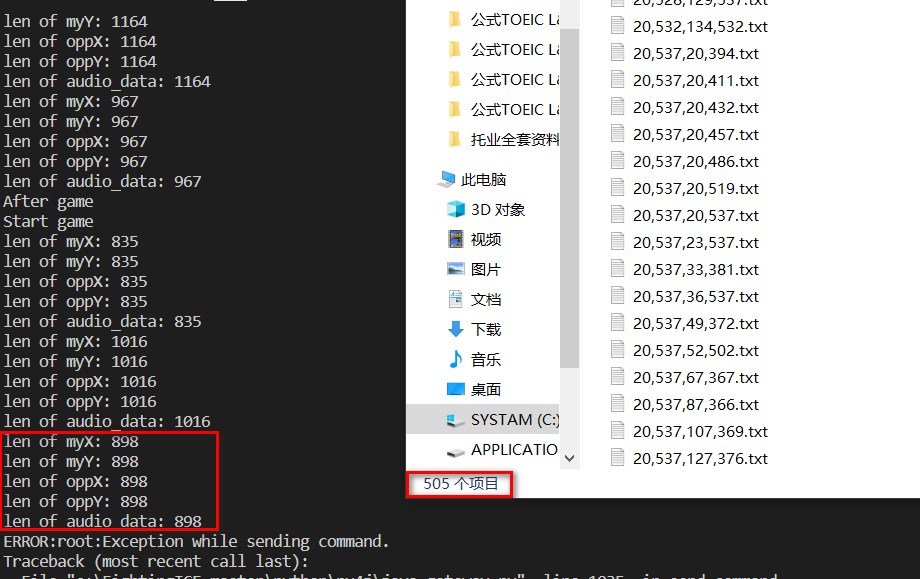 len of myY: 1164
len of oppX: 1164
len of oppY: 1164
len of audio_data: 1164
len of myX: 967
len of myY: 967
len of oppX: 967
len of oppY: 967
len of audio_data: 967
After game
Start game
len of myX: 835
len of myY: 835
len of oppX: 835
len of oppY: 835
len of audio_data: 835
len of myX: 1016
len of myY: 1016
len of oppX: 1016
len of oppY: 1016
len of audio_data: 1016
len of myX: 898
len of myY: 898
len of oppX: 898
len of oppY: 898
len of audio_data: 898
ERROR:root:Exception while sending command.
Traceback (most recent call last):
公式TOEIC L&
公式TOEIC L&
公式TOEIC L&
公式TOEIC L&
托业全套资料
此电脑
3D 对象
视频
图片
文档
下载
音乐
桌面
SYSTAM (C:)
APPLICATIO
505 个项目
20,528,129,537.txt
20,532,134,532.txt
20,537,20,394.txt
20,537,20,411.txt
20,537,20,432.txt
20,537,20,457.txt
20,537,20,486.txt
20,537,20,519.txt
20,537,20,537.txt
20,537,23,537.txt
20,537,33,381.txt
20,537,36,537.txt
20,537,49,372.txt
20,537,52,502.txt
20,537,67,367.txt
20,537,87,366.txt
20,537,107,369.txt
20,537,127,376.txt